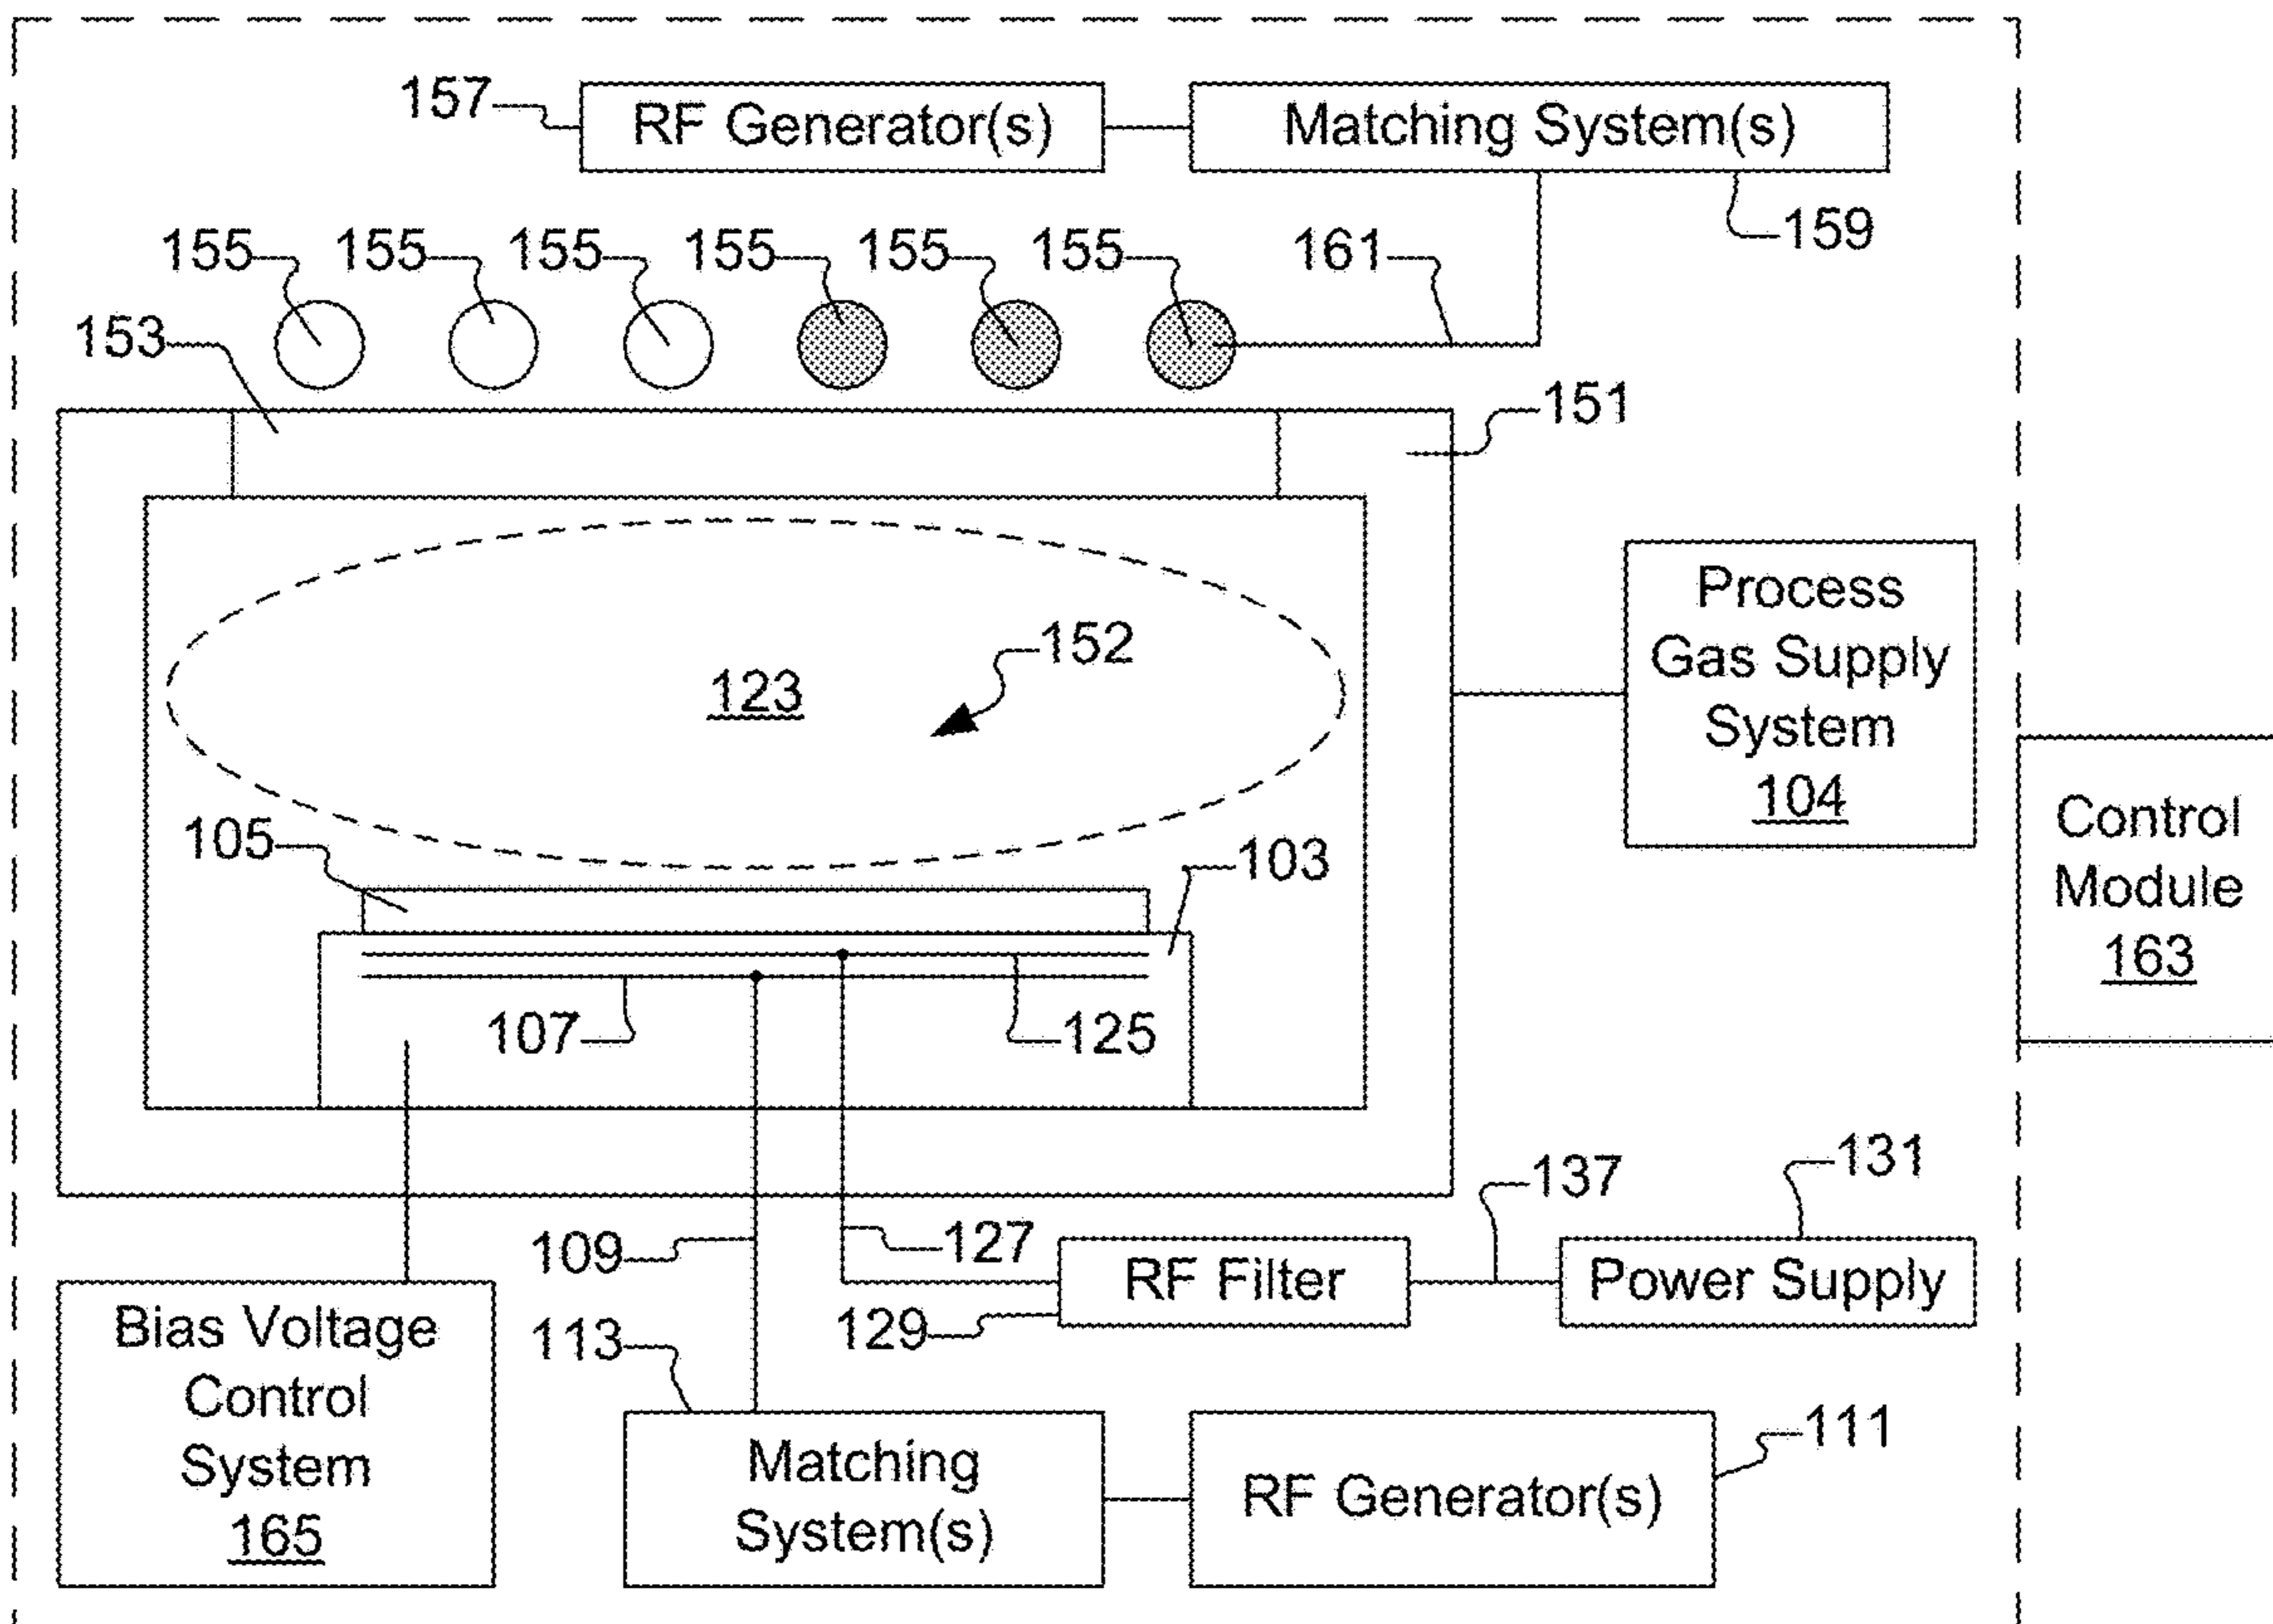 157
RF Generator(s)
Matching System(s)
159
155 155 155 155 155 155
161
153
151
152
123
Process
Gas Supply
System
104
Control
Module
163
105
103
107
125
131
137
109
127
RF Filter
Power Supply
129
113
Bias Voltage
Control
System
165
Matching
System(s)
RF Generator(s)
111